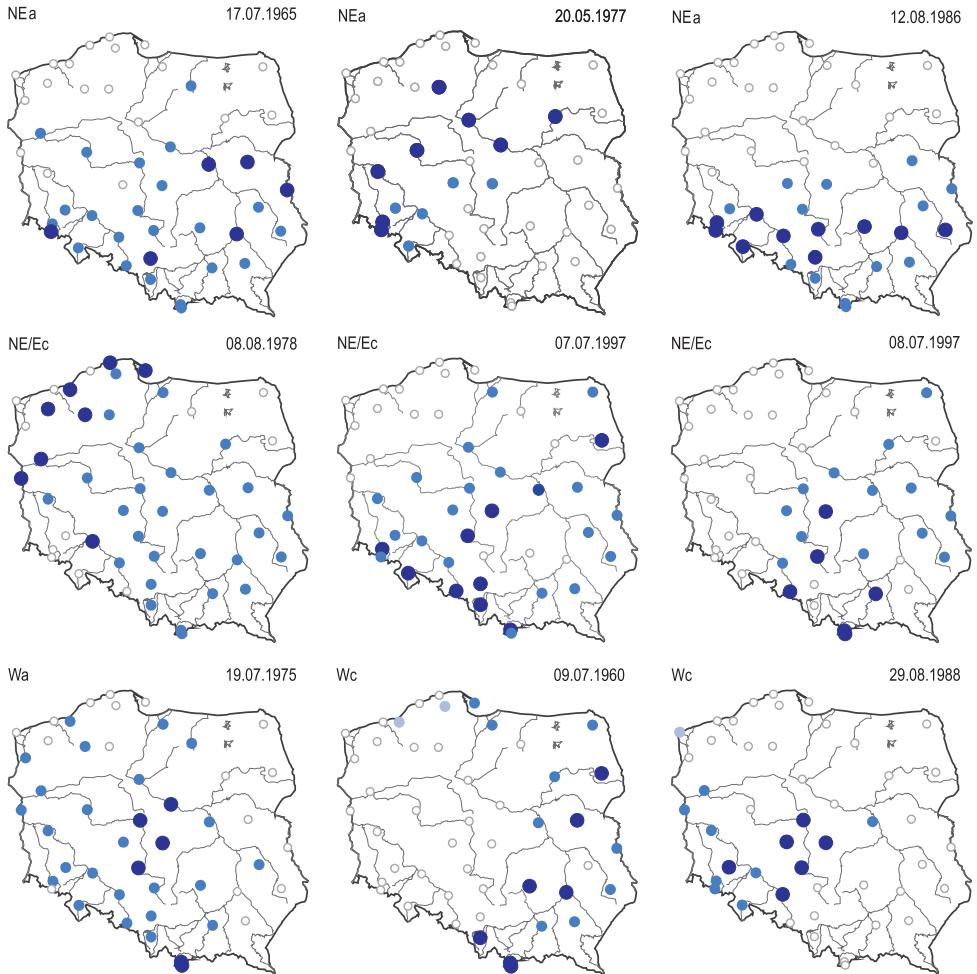 NEa 17.07.1965
NEa 20.05.1977
NEa 12.08.1986
NE/Ec 08.08.1978
NE/Ec 07.07.1997
NE/Ec 08.07.1997
Wa 19.07.1975
Wc 09.07.1960
Wc 29.08.1988